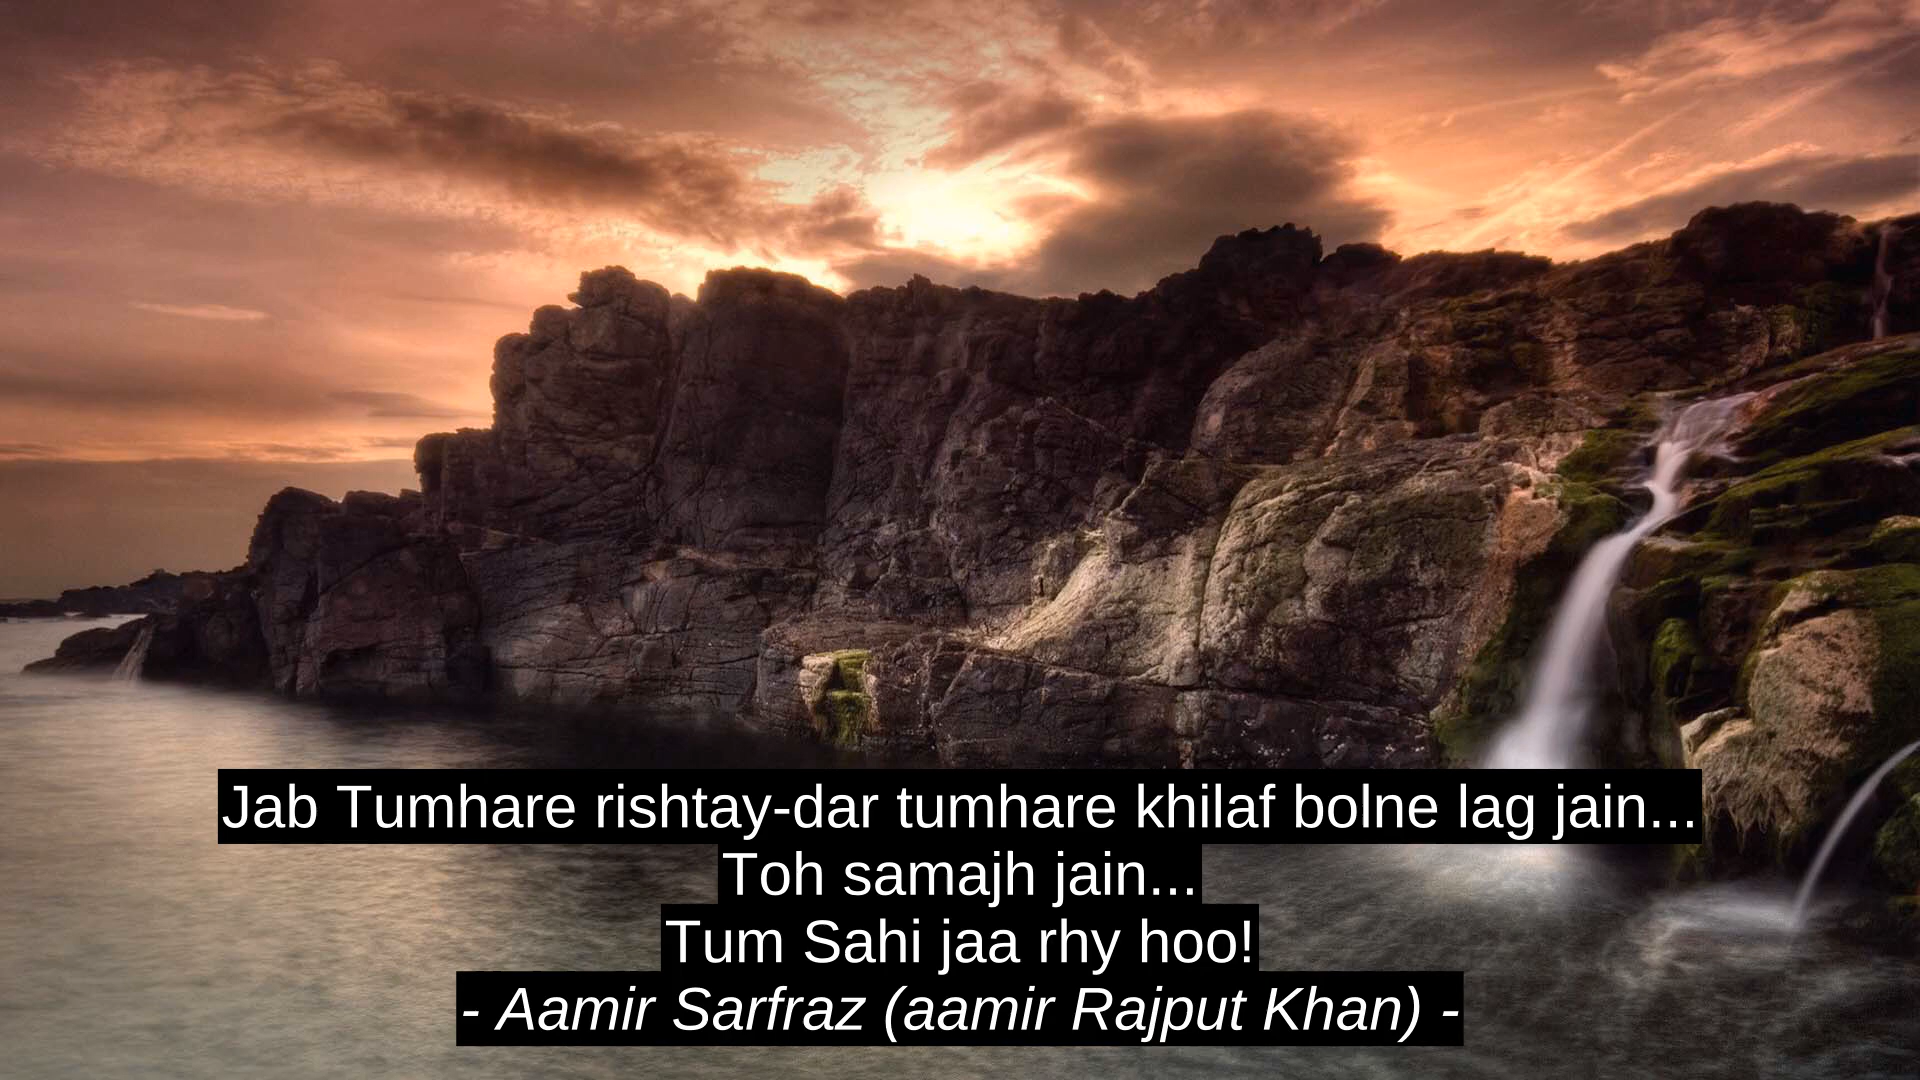 Jab Tumhare rishtay-dar tumhare khilaf bolne lag jain...
Toh samajh jain...
Tum Sahi jaa rhy hoo!
- Aamir Sarfraz (aamir Rajput Khan) -